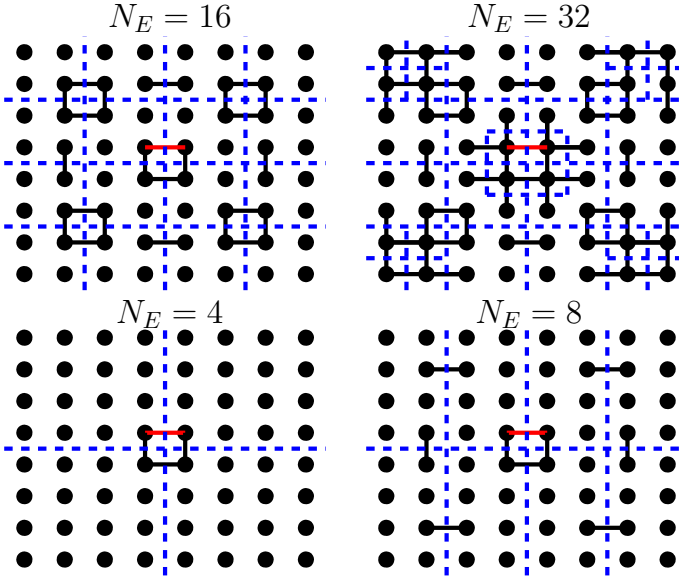 N_E = 16
N_E = 32
N_E = 4
N_E = 8